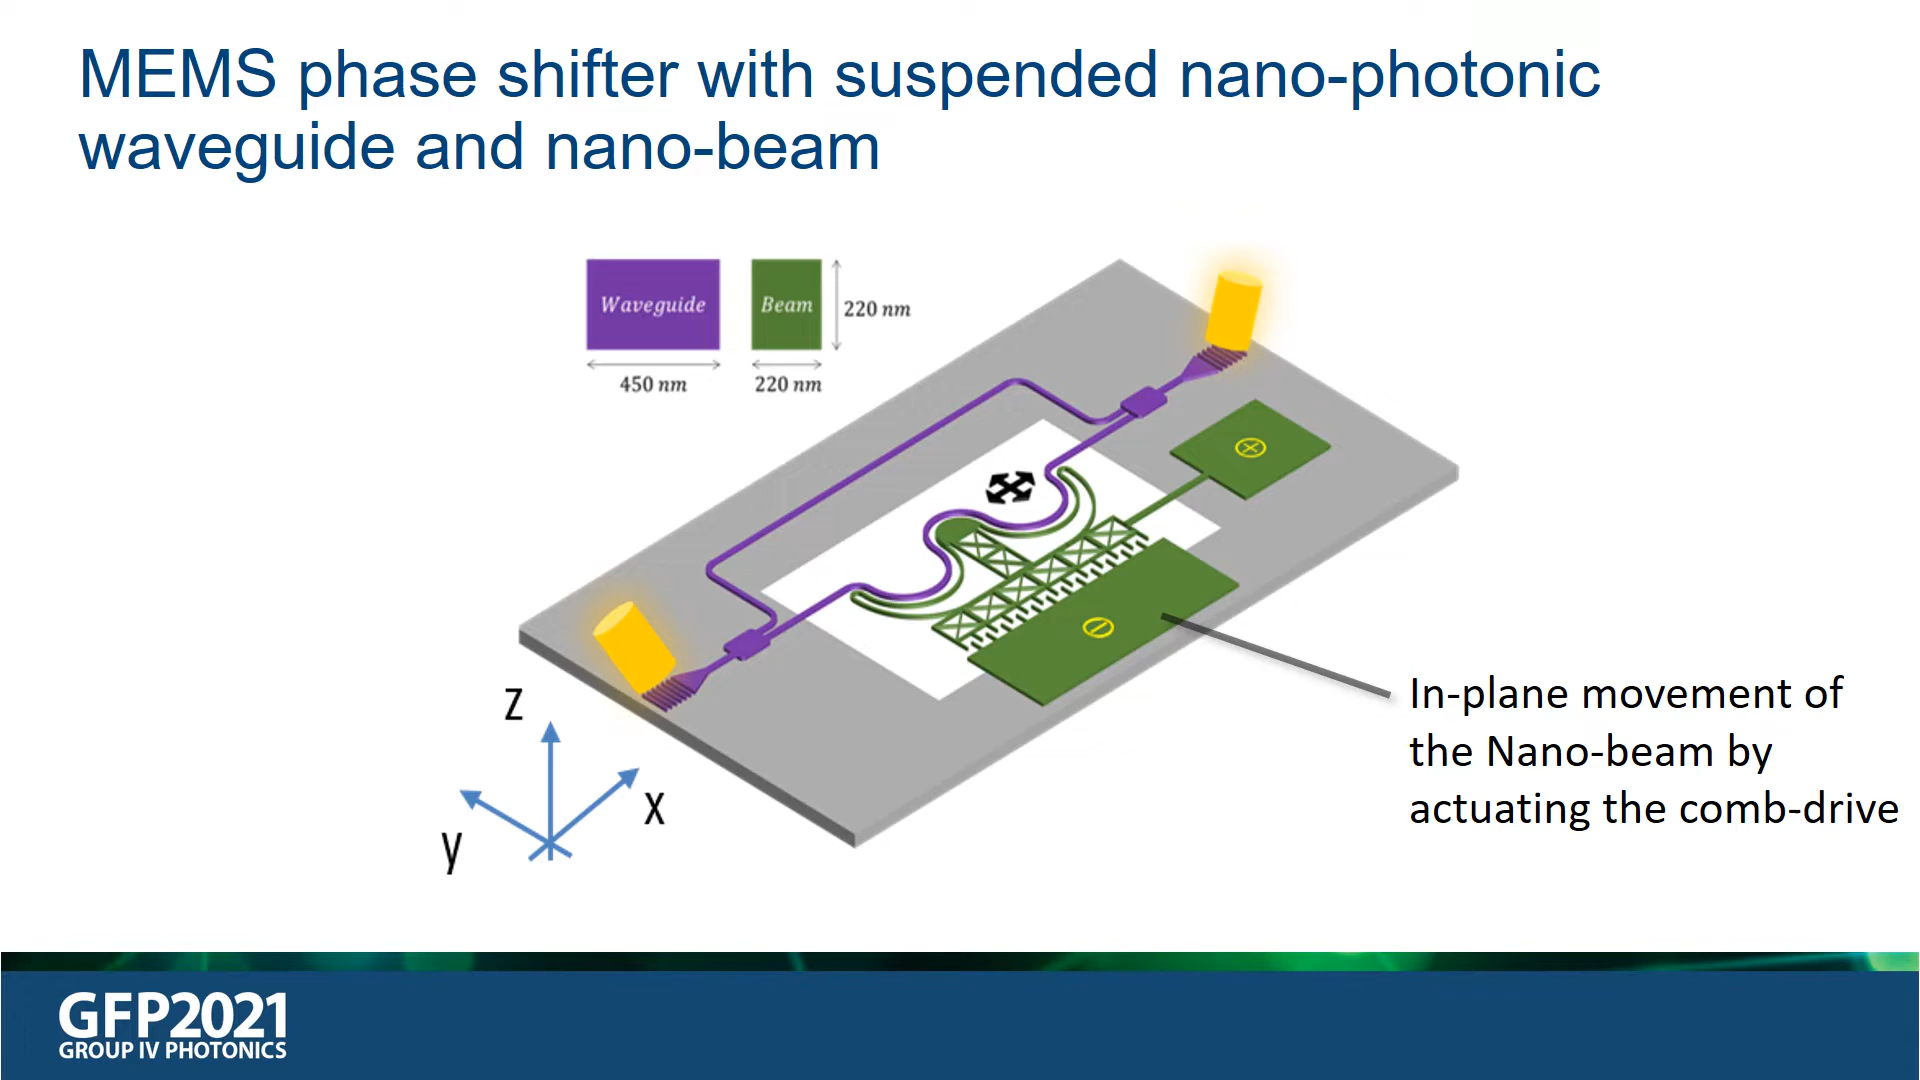 MEMS phase shifter with suspended nano-photonic
waveguide and nano-beam
Waveguide
Beam
220 nm
450 nm
220 nm
+
−
In-plane movement of
the Nano-beam by
actuating the comb-drive
z
x
y
GFP2021
GROUP IV PHOTONICS